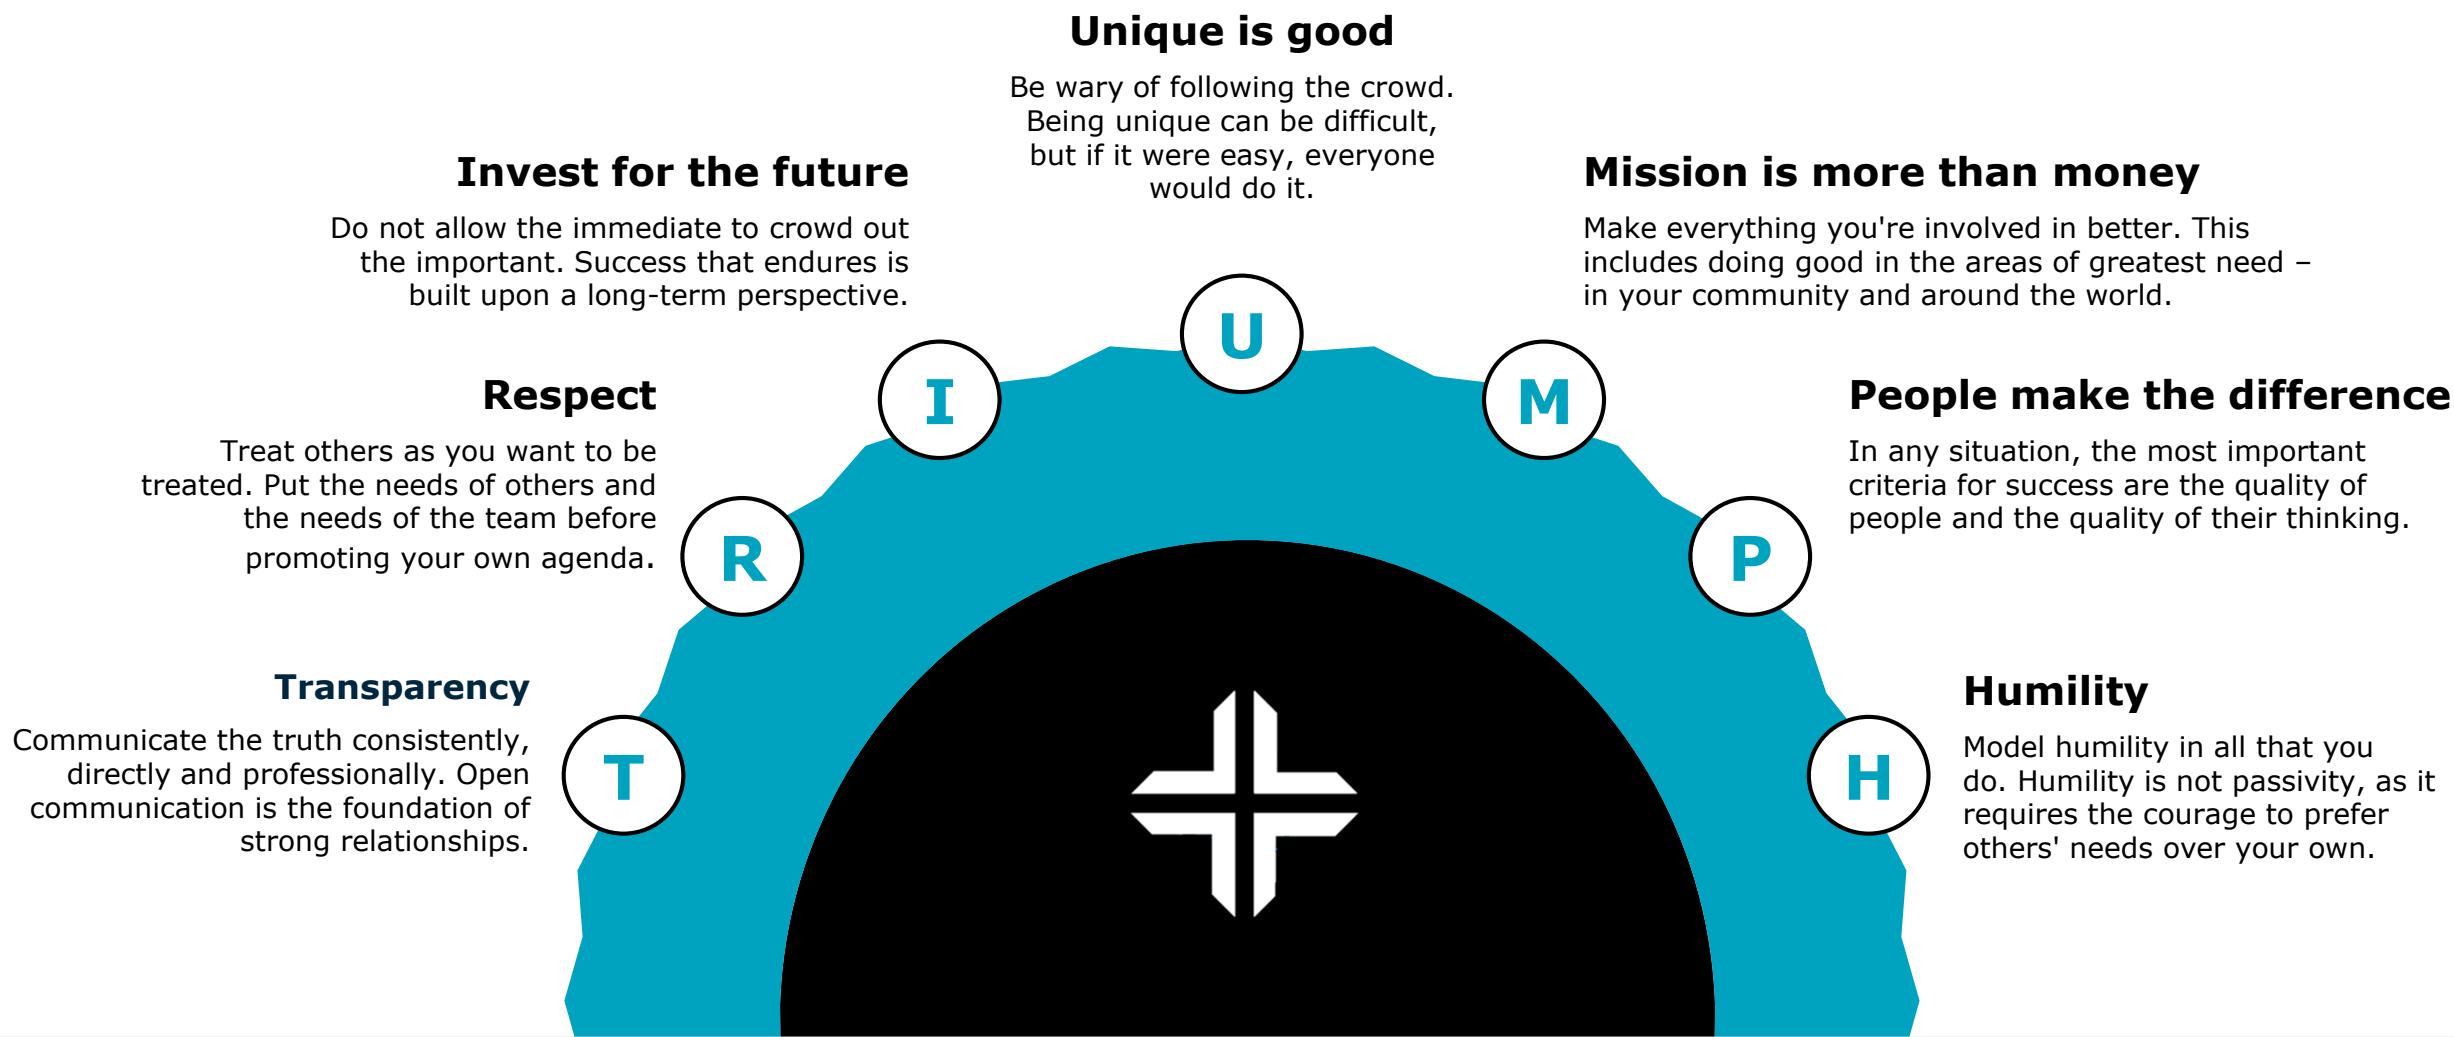 Unique is good
Be wary of following the crowd.
Being unique can be difficult,
but if it were easy, everyone
would do it.
Invest for the future
Do not allow the immediate to crowd out
the important. Success that endures is
built upon a long-term perspective.
Mission is more than money
Make everything you're involved in better. This
includes doing good in the areas of greatest need –
in your community and around the world.
Respect
Treat others as you want to be
treated. Put the needs of others and
the needs of the team before
promoting your own agenda.
People make the difference
In any situation, the most important
criteria for success are the quality of
people and the quality of their thinking.
Transparency
Communicate the truth consistently,
directly and professionally. Open
communication is the foundation of
strong relationships.
Humility
Model humility in all that you
do. Humility is not passivity, as it
requires the courage to prefer
others' needs over your own.
T
R
I
U
M
P
H